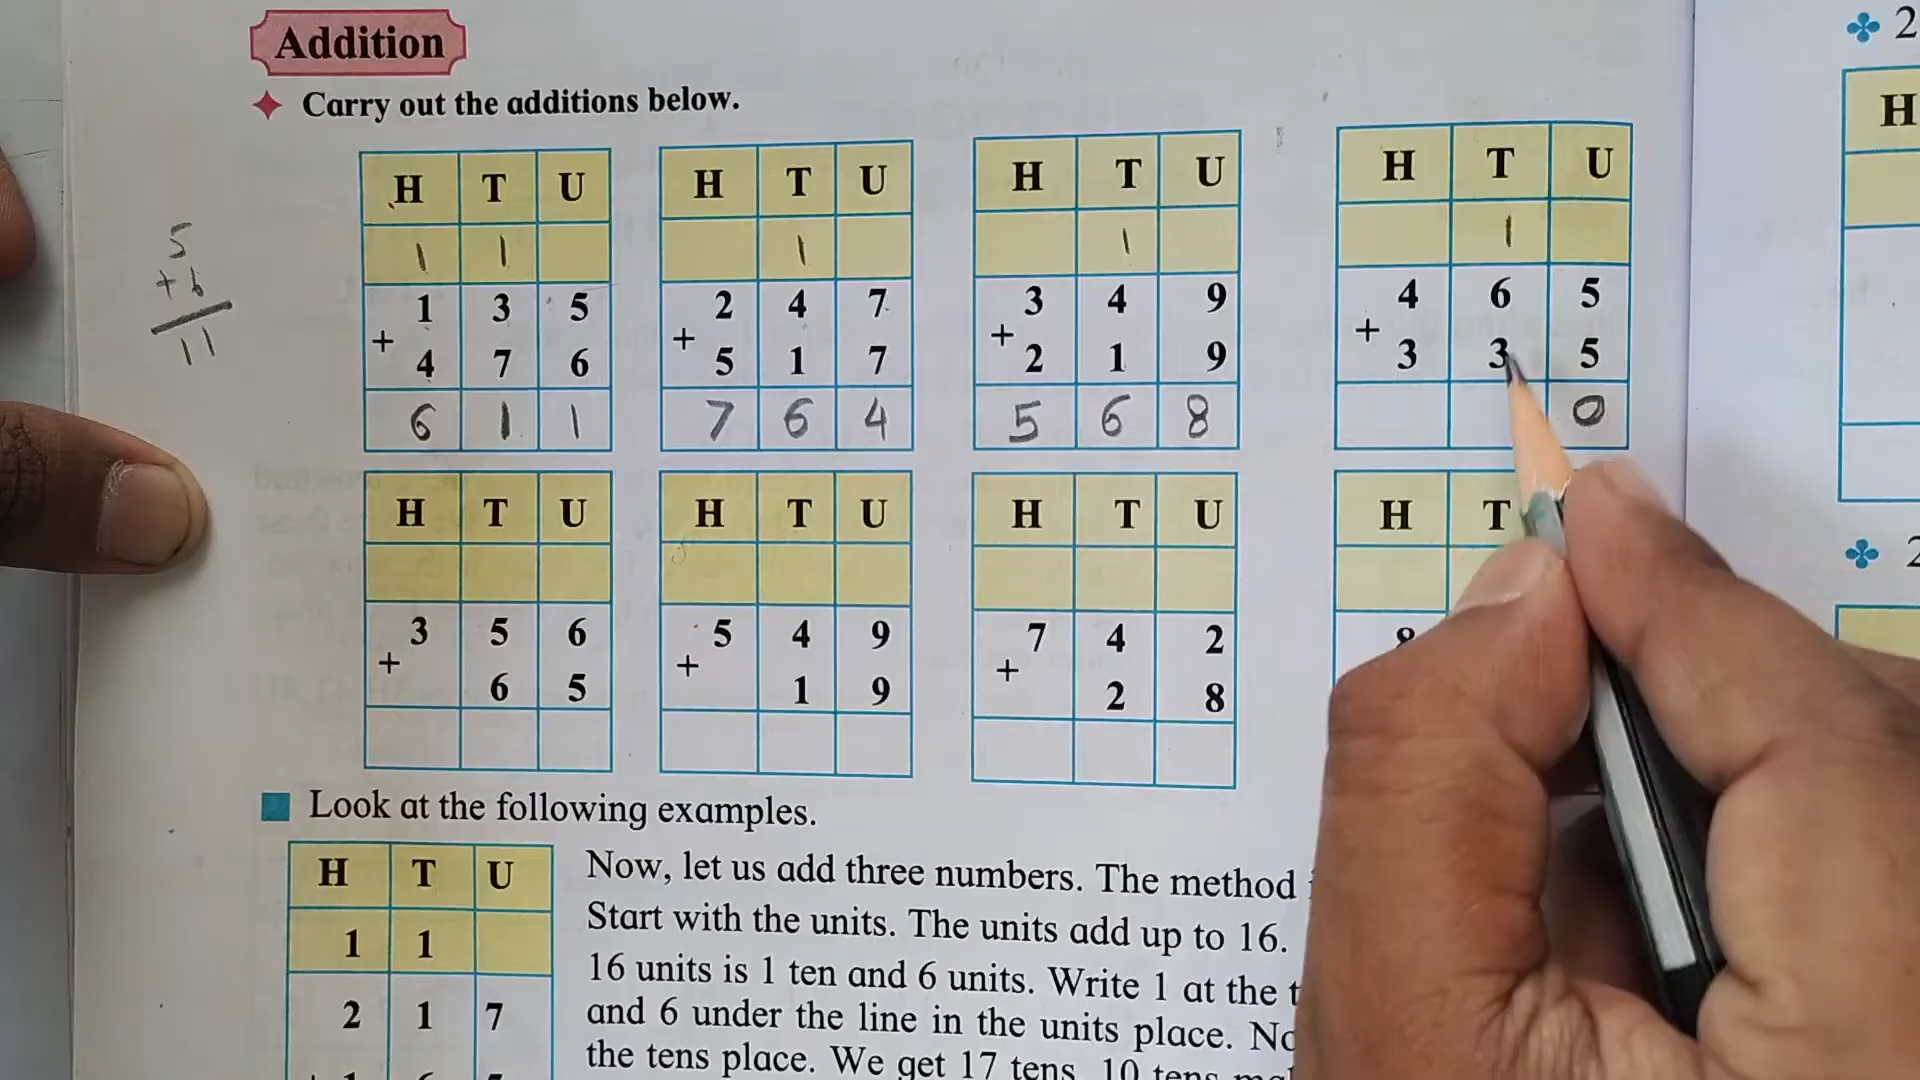 Addition
Carry out the additions below.
H T U
1 1
1 3 5
+
4 7 6
6 1 1
H T U
1
2 4 7
+
5 1 7
7 6 4
H T U
1
3 4 9
+
2 1 9
5 6 8
H T U
1
4 6 5
+
3 3 5
0
5
+ 6
11
H T U
3 5 6
+
6 5
H T U
5 4 9
+
1 9
H T U
7 4 2
+
2 8
H T
Look at the following examples.
H T U
1 1
2 1 7
Now, let us add three numbers. The method
Start with the units. The units add up to 16.
16 units is 1 ten and 6 units. Write 1 at the
and 6 under the line in the units place.
the tens place. We get 17 tens. 10 tens
2
H
2